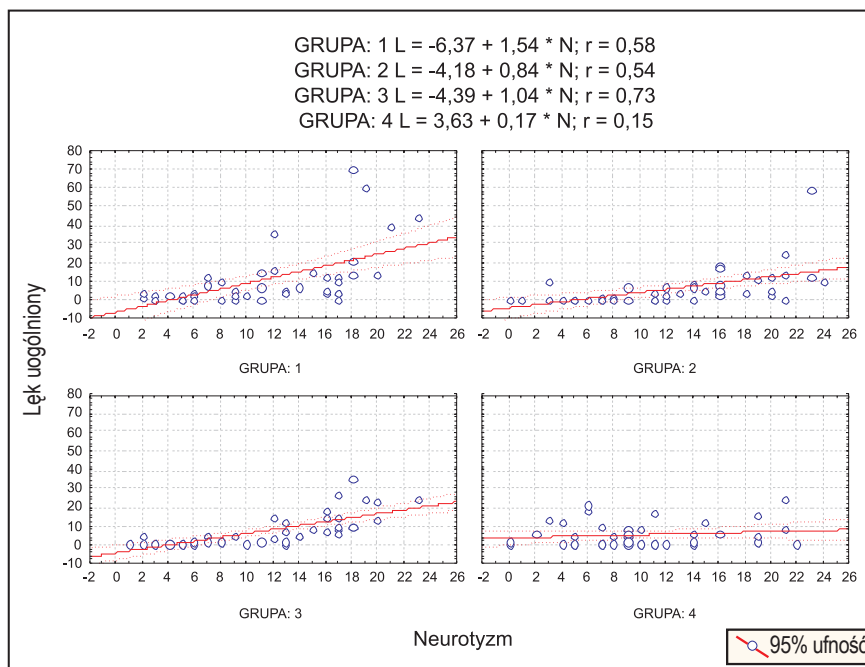 GRUPA: 1 L = -6,37 + 1,54 * N; r = 0,58
GRUPA: 2 L = -4,18 + 0,84 * N; r = 0,54
GRUPA: 3 L = -4,39 + 1,04 * N; r = 0,73
GRUPA: 4 L = 3,63 + 0,17 * N; r = 0,15
Lęk uogólniony
80
70
60
50
40
30
20
10
0
-10
-2 0 2 4 6 8 10 12 14 16 18 20 22 24 26
GRUPA: 1
-2 0 2 4 6 8 10 12 14 16 18 20 22 24 26
GRUPA: 2
80
70
60
50
40
30
20
10
0
-10
-2 0 2 4 6 8 10 12 14 16 18 20 22 24 26
GRUPA: 3
-2 0 2 4 6 8 10 12 14 16 18 20 22 24 26
GRUPA: 4
Neurotyzm
95% ufność